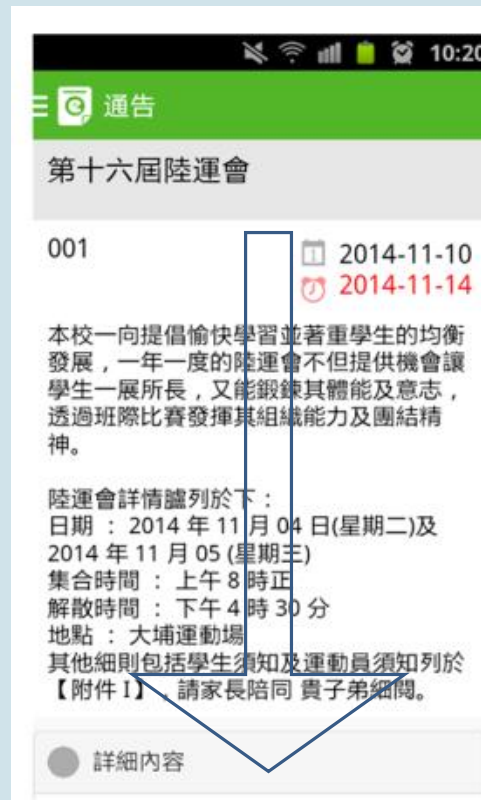 10:20
通告
第十六屆陸運會
001
2014-11-10
2014-11-14
本校一向提倡愉快學習並著重學生的均衡
發展，一年一度的陸運會不但提供機會讓
學生一展所長，又能鍛鍊其體能及意志，
透過班際比賽發揮其組織能力及團結精
神。
陸運會詳情臚列於下：
日期 ： 2014 年 11 月 04 日(星期二)及
2014 年 11 月 05 (星期三)
集合時間 ： 上午 8 時正
解散時間 ： 下午 4 時 30 分
地點 ： 大埔運動場
其他細則包括學生須知及運動員須知列於
【附件 I】，請家長陪同 貴子弟細閱。
詳細內容